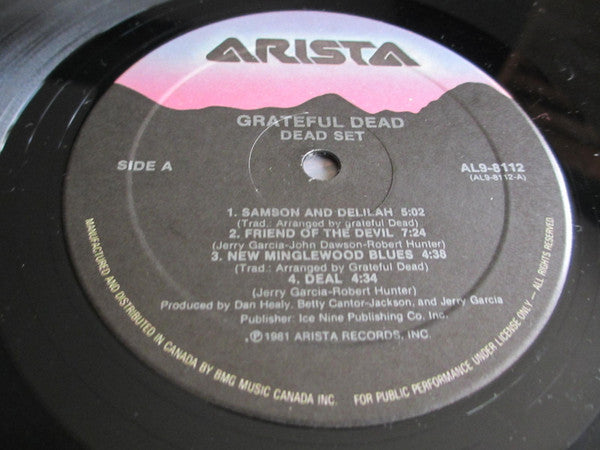 ARISTA
GRATEFUL DEAD
DEAD SET
SIDE A
AL9-8112
(AL9-8112-A)
1. SAMSON AND DELILAH 5:02
(Trad.: Arranged by grateful Dead)
2. FRIEND OF THE DEVIL 7:24
(Jerry Garcia-John Dawson-Robert Hunter)
3. NEW MINGLEWOOD BLUES 4:38
(Trad.: Arranged by Grateful Dead)
4. DEAL 4:34
(Jerry Garcia-Robert Hunter)
Produced by Dan Healy, Betty Cantor-Jackson, and Jerry Garcia
Publisher: Ice Nine Publishing Co. Inc.
℗©1981 ARISTA RECORDS, INC.
MANUFACTURED AND DISTRIBUTED IN CANADA BY BMG MUSIC CANADA INC. FOR PUBLIC PERFORMANCE UNDER LICENSE ONLY — ALL RIGHTS RESERVED